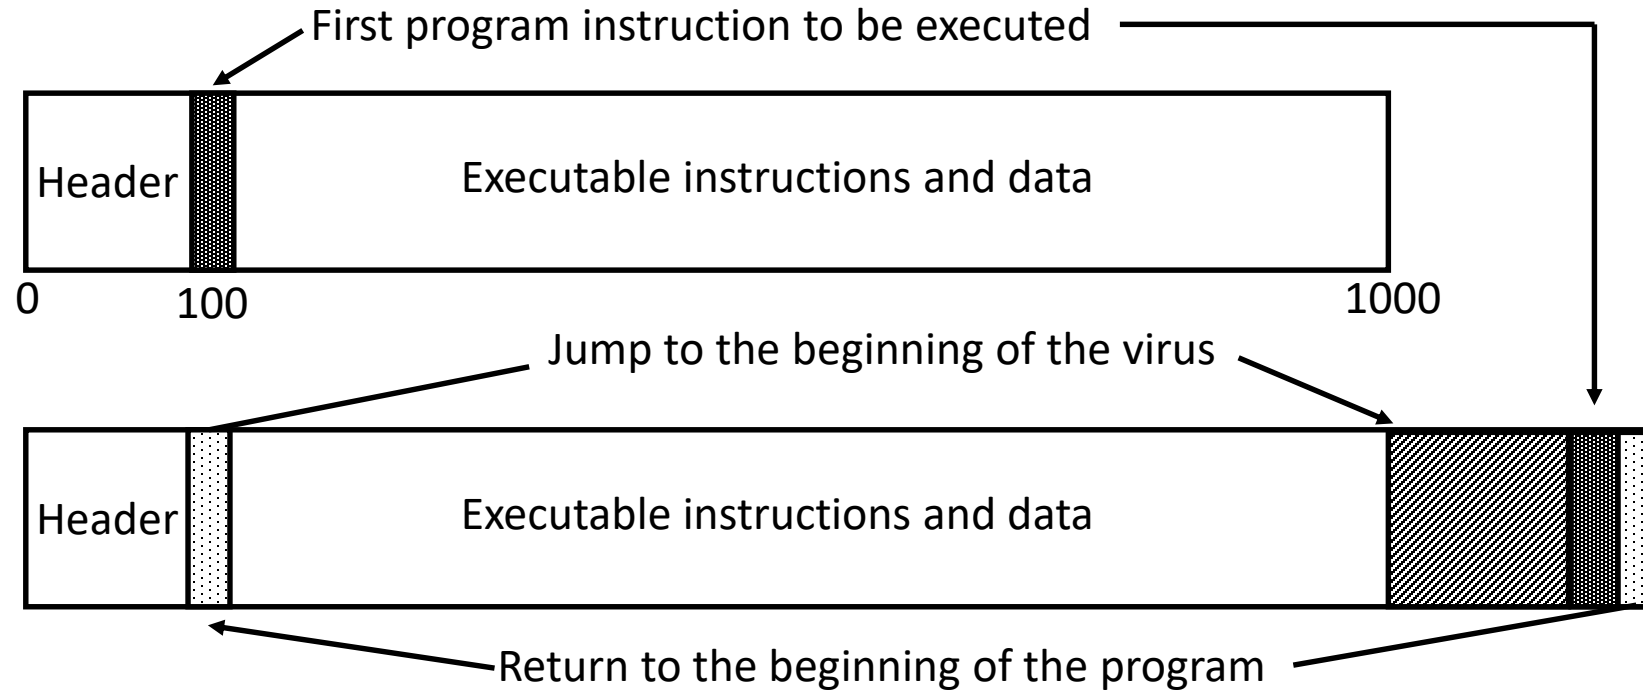 First program instruction to be executed
Header
Executable instructions and data
0
100
1000
Jump to the beginning of the virus
Header
Executable instructions and data
Return to the beginning of the program